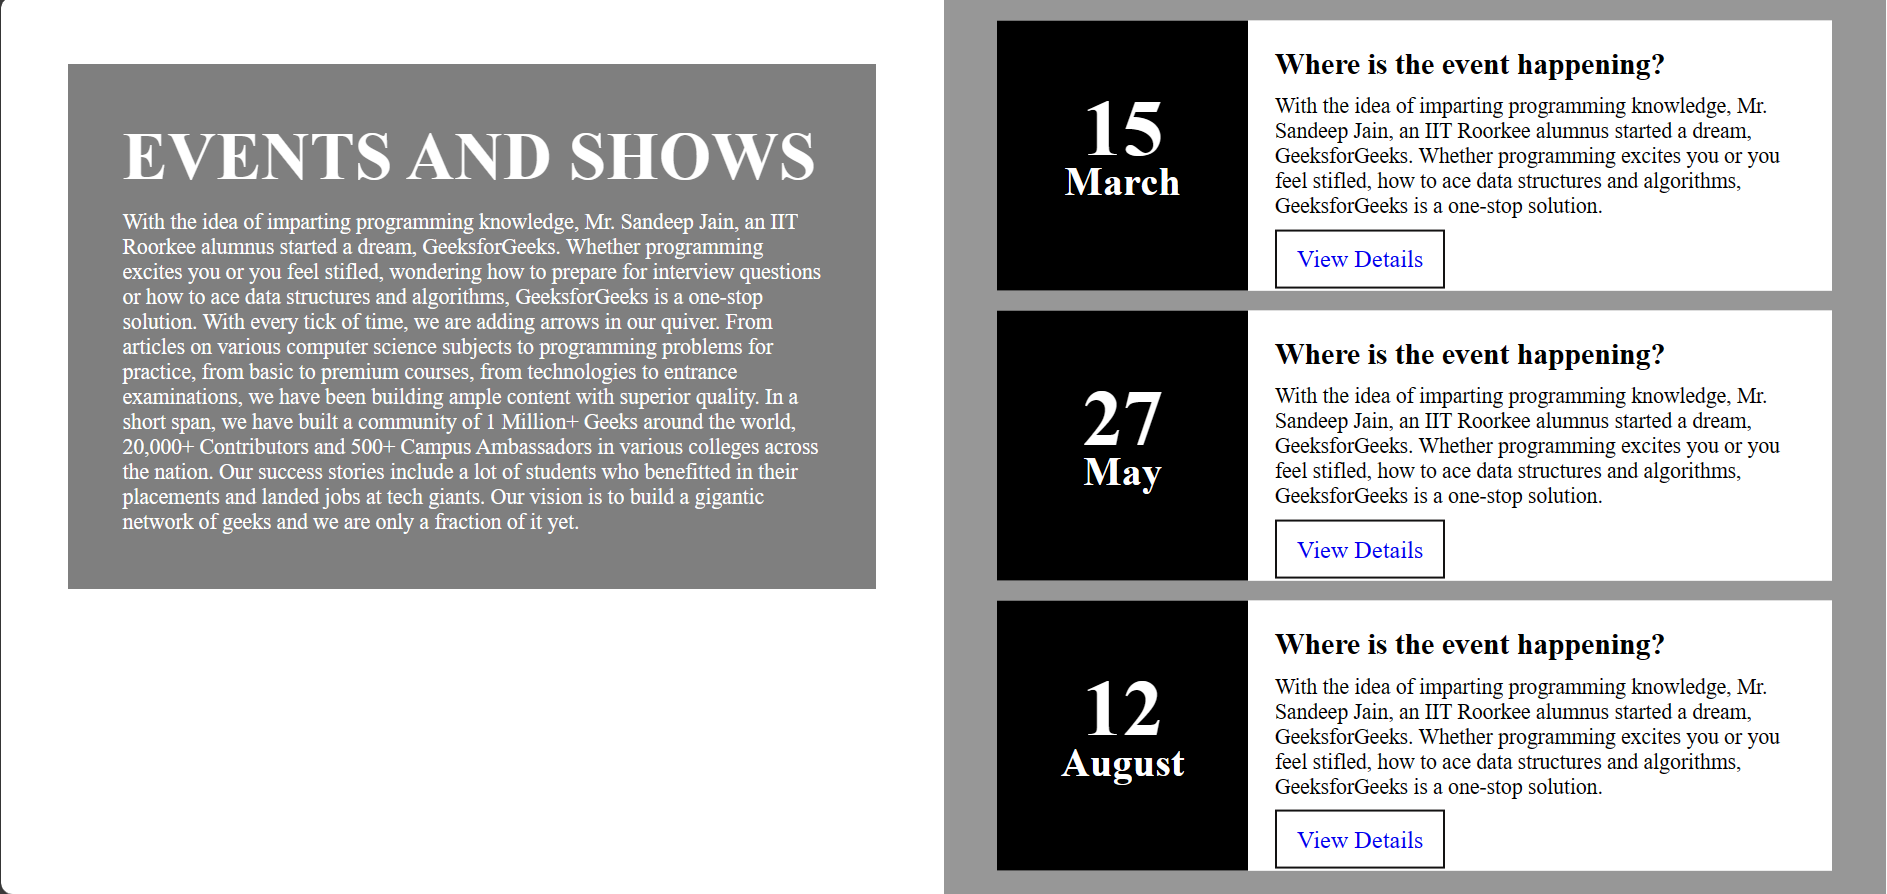 EVENTS AND SHOWS
With the idea of imparting programming knowledge, Mr. Sandeep Jain, an IIT
Roorkee alumnus started a dream, GeeksforGeeks. Whether programming
excites you or you feel stifled, wondering how to prepare for interview questions
or how to ace data structures and algorithms, GeeksforGeeks is a one-stop
solution. With every tick of time, we are adding arrows in our quiver. From
articles on various computer science subjects to programming problems for
practice, from basic to premium courses, from technologies to entrance
examinations, we have been building ample content with superior quality. In a
short span, we have built a community of 1 Million+ Geeks around the world,
20,000+ Contributors and 500+ Campus Ambassadors in various colleges across
the nation. Our success stories include a lot of students who benefitted in their
placements and landed jobs at tech giants. Our vision is to build a gigantic
network of geeks and we are only a fraction of it yet.
15
March
Where is the event happening?
With the idea of imparting programming knowledge, Mr.
Sandeep Jain, an IIT Roorkee alumnus started a dream,
GeeksforGeeks. Whether programming excites you or you
feel stifled, how to ace data structures and algorithms,
GeeksforGeeks is a one-stop solution.
View Details
27
May
Where is the event happening?
With the idea of imparting programming knowledge, Mr.
Sandeep Jain, an IIT Roorkee alumnus started a dream,
GeeksforGeeks. Whether programming excites you or you
feel stifled, how to ace data structures and algorithms,
GeeksforGeeks is a one-stop solution.
View Details
12
August
Where is the event happening?
With the idea of imparting programming knowledge, Mr.
Sandeep Jain, an IIT Roorkee alumnus started a dream,
GeeksforGeeks. Whether programming excites you or you
feel stifled, how to ace data structures and algorithms,
GeeksforGeeks is a one-stop solution.
View Details